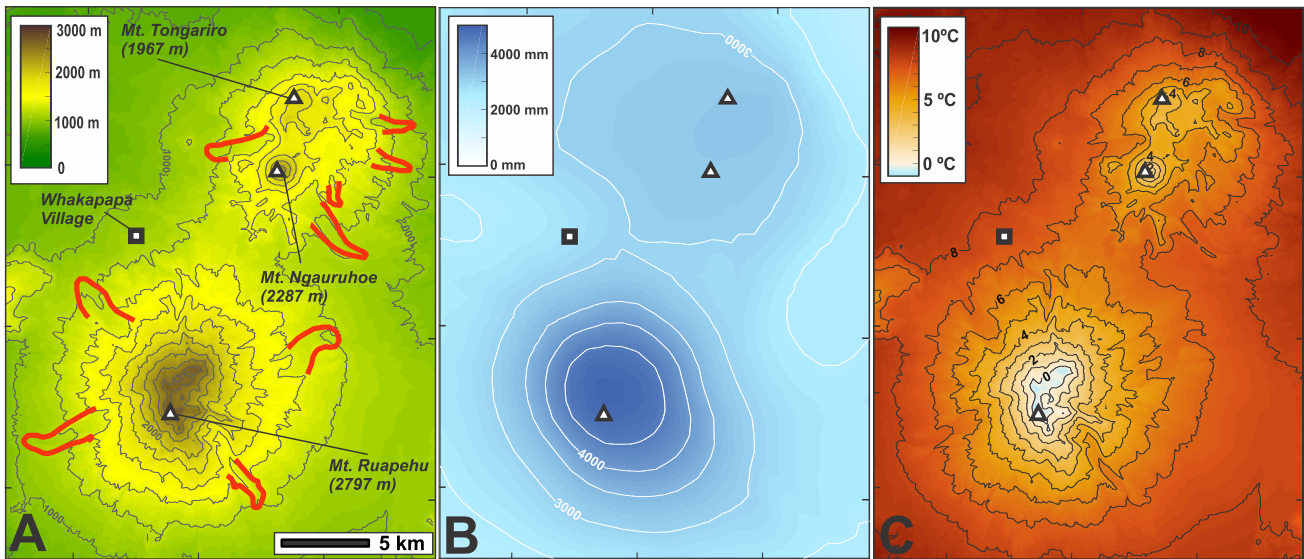 3000 m
2000 m
1000 m
0
Mt. Tongariro
(1967 m)
1000
Whakapapa
Village
1000
Mt. Ngauruhoe
(2287 m)
2000
Mt. Ruapehu
(2797 m)
1000
A
5 km
4000 mm
2000 mm
0 mm
3000
4000
3000
B
10ºC
5 ºC
0 ºC
10
8
6
4
4
2
8
6
4
2
0
C